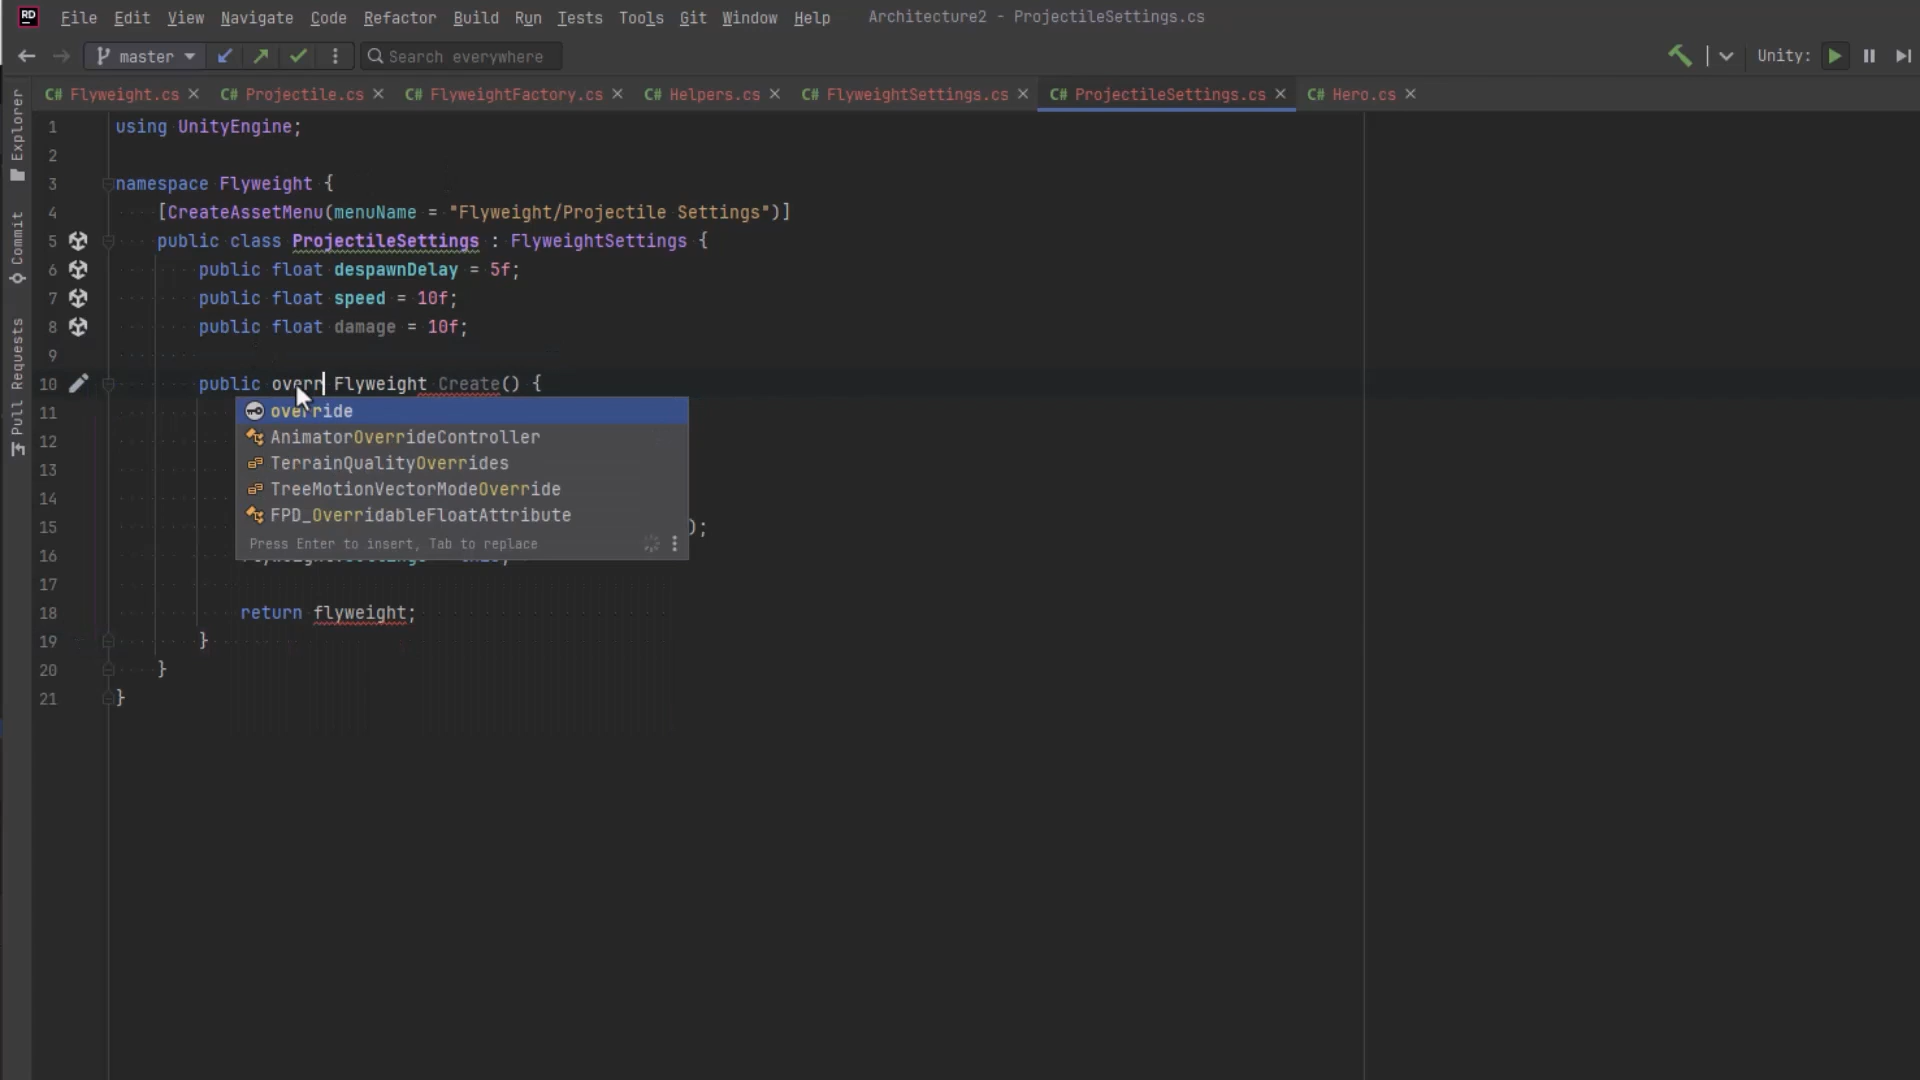 RD File Edit View Navigate Code Refactor Build Run Tests Tools Git Window Help Architecture2 - ProjectileSettings.cs
master Search everywhere Unity:
C# Flyweight.cs C# Projectile.cs C# FlyweightFactory.cs C# Helpers.cs C# FlyweightSettings.cs C# ProjectileSettings.cs C# Hero.cs
Explorer
Commit
Pull Requests
1 using UnityEngine;
2
3 namespace Flyweight {
4 [CreateAssetMenu(menuName = "Flyweight/Projectile Settings")]
5 public class ProjectileSettings : FlyweightSettings {
6 public float despawnDelay = 5f;
7 public float speed = 10f;
8 public float damage = 10f;
9
10 public overr Flyweight Create() {
11 override
12 AnimatorOverrideController
13 TerrainQualityOverrides
14 TreeMotionVectorModeOverride
FPD_OverridableFloatAttribute
15 );
Press Enter to insert, Tab to replace
16
17
18 return flyweight;
19 }
20 }
21 }